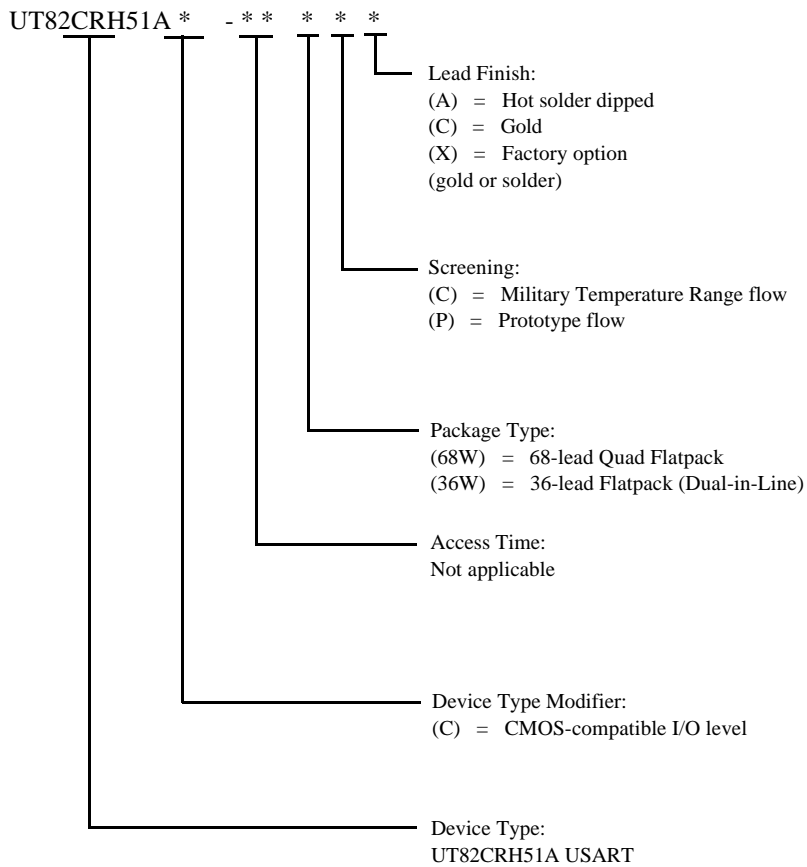 UT82CRH51A * - * * * * *
Lead Finish:
(A) = Hot solder dipped
(C) = Gold
(X) = Factory option
(gold or solder)
Screening:
(C) = Military Temperature Range flow
(P) = Prototype flow
Package Type:
(68W) = 68-lead Quad Flatpack
(36W) = 36-lead Flatpack (Dual-in-Line)
Access Time:
Not applicable
Device Type Modifier:
(C) = CMOS-compatible I/O level
Device Type:
UT82CRH51A USART